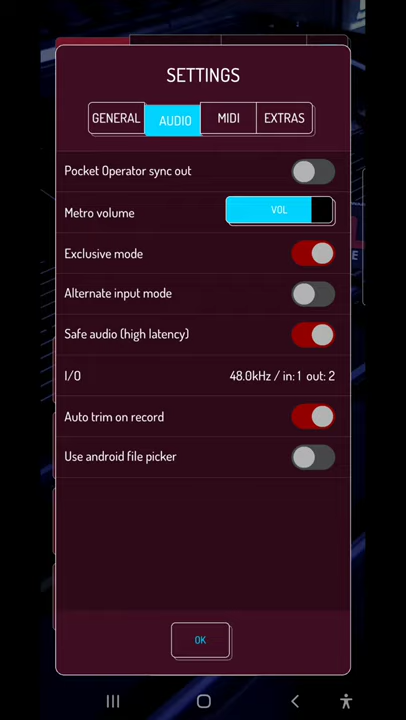 SETTINGS
GENERAL AUDIO MIDI EXTRAS
Pocket Operator sync out
Metro volume VOL
Exclusive mode
Alternate input mode
Safe audio (high latency)
I/O 48.0kHz / in: 1 out: 2
Auto trim on record
Use android file picker
OK